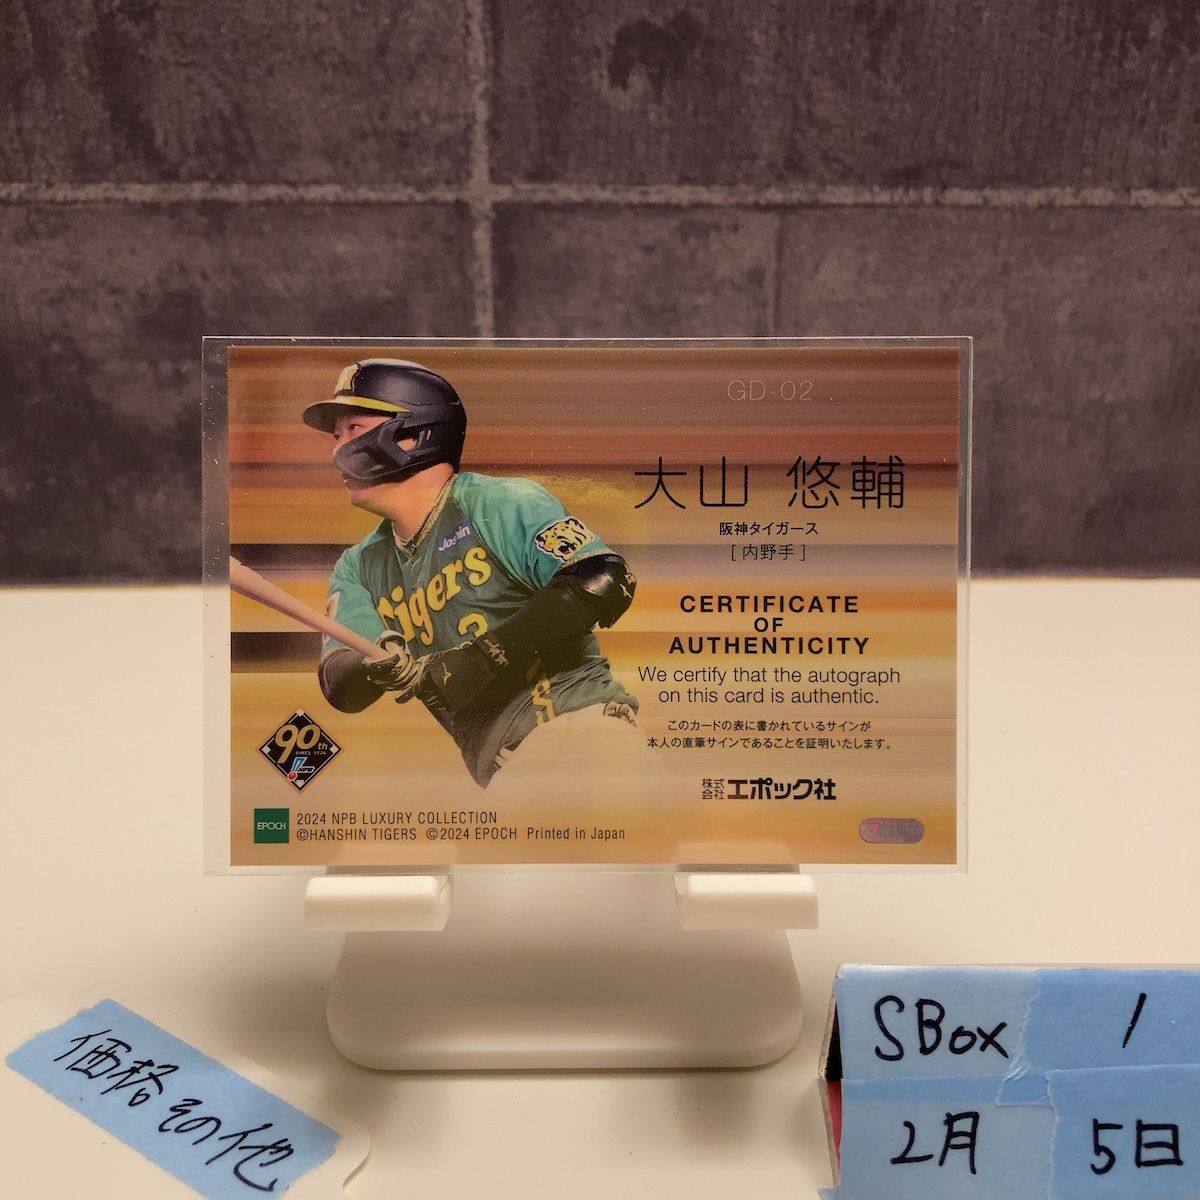 GD-02
大山 悠輔
阪神タイガース
[内野手]
Joshin
Tigers
3
CERTIFICATE
OF
AUTHENTICITY
We certify that the autograph
on this card is authentic.
このカードの表に書かれているサインが
本人の直筆サインであることを証明いたします。
株式会社エポック社
90th
SINCE 1934
NPB
EPOCH
2024 NPB LUXURY COLLECTION
©HANSHIN TIGERS ©2024 EPOCH Printed in Japan
価格その他
SBox 1
2月 5日